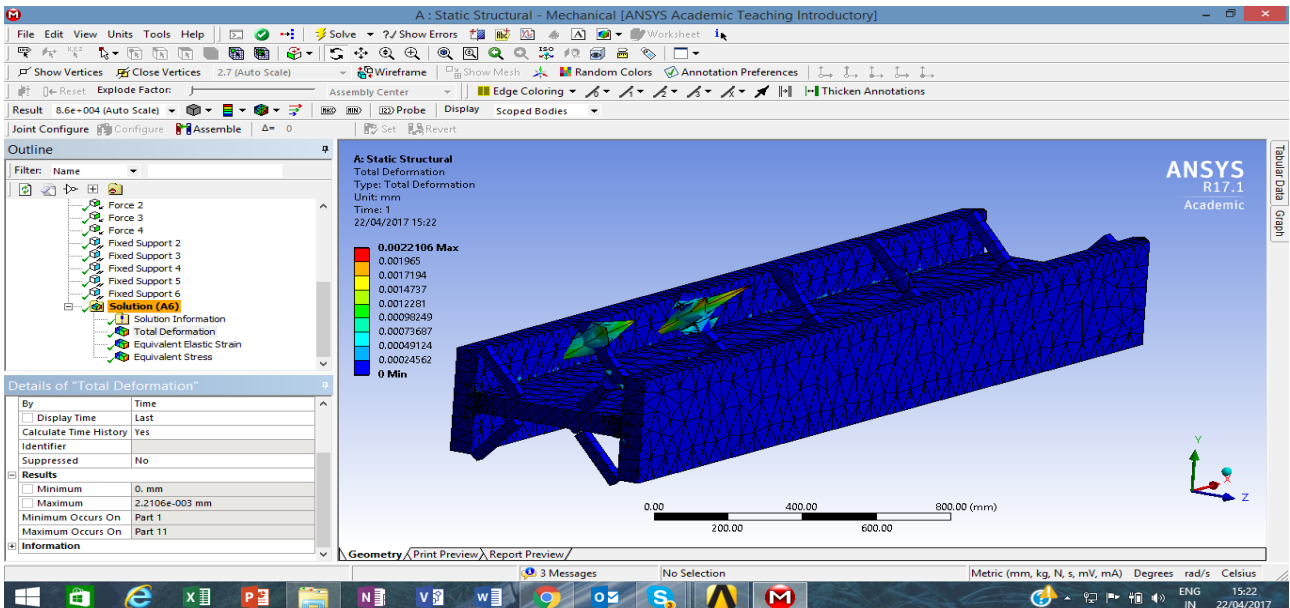 A : Static Structural - Mechanical [ANSYS Academic Teaching Introductory]
File Edit View Units Tools Help Solve ?/ Show Errors A Worksheet
Show Vertices Close Vertices 2.7 (Auto Scale) Wireframe Show Mesh Random Colors Annotation Preferences
Reset Explode Factor: Assembly Center Edge Coloring Thicken Annotations
Result 8.6e+004 (Auto Scale) MAX MIN Probe Display Scoped Bodies
Joint Configure Configure Assemble Δ= 0 Set Revert
Outline
Filter: Name
Force 2
Force 3
Force 4
Fixed Support 2
Fixed Support 3
Fixed Support 4
Fixed Support 5
Fixed Support 6
Solution (A6)
Solution Information
Total Deformation
Equivalent Elastic Strain
Equivalent Stress
Details of "Total Deformation"
By Time
Display Time Last
Calculate Time History Yes
Identifier
Suppressed No
Results
Minimum 0. mm
Maximum 2.2106e-003 mm
Minimum Occurs On Part 1
Maximum Occurs On Part 11
Information
A: Static Structural
Total Deformation
Type: Total Deformation
Unit: mm
Time: 1
22/04/2017 15:22
0.0022106 Max
0.001965
0.0017194
0.0014737
0.0012281
0.00098249
0.00073687
0.00049124
0.00024562
0 Min
ANSYS
R17.1
Academic
Tabular Data
Graph
Y
X
Z
0.00 400.00 800.00 (mm)
200.00 600.00
Geometry Print Preview Report Preview
3 Messages No Selection Metric (mm, kg, N, s, mV, mA) Degrees rad/s Celsius
ENG 15:22
IN 22/04/2017